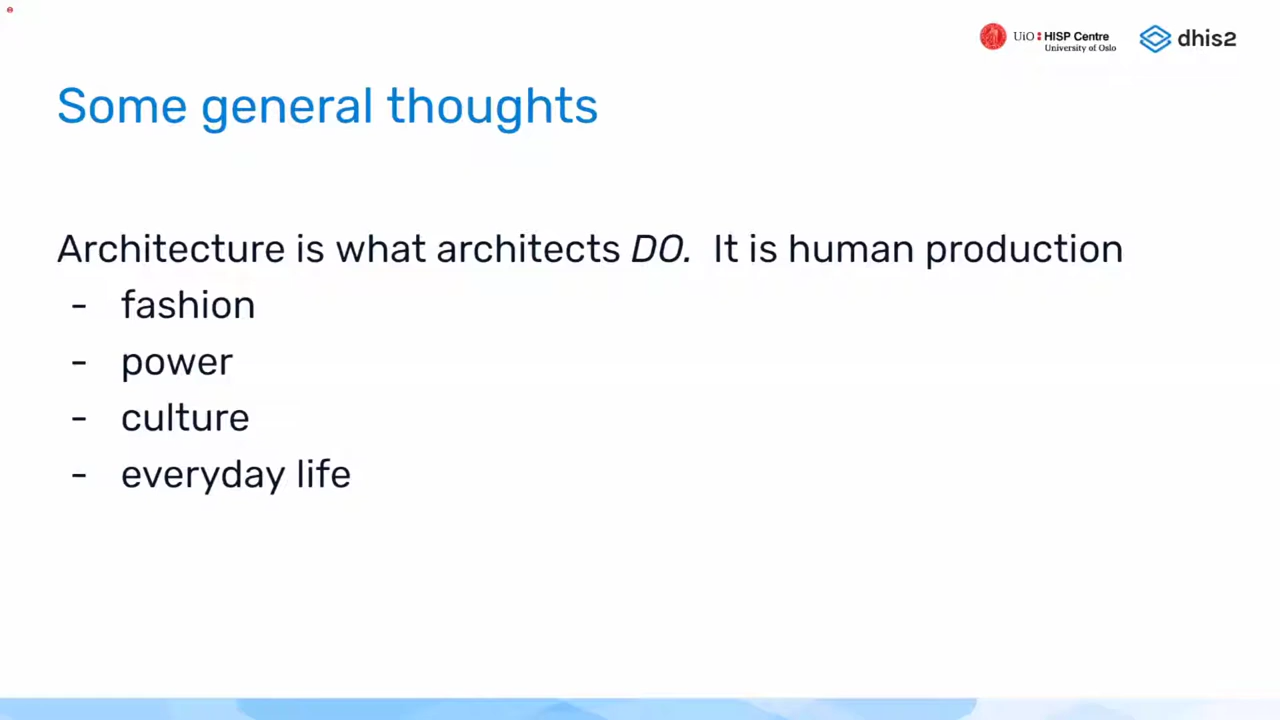 UiO: HISP Centre
University of Oslo
dhis2
Some general thoughts
Architecture is what architects DO. It is human production
- fashion
- power
- culture
- everyday life